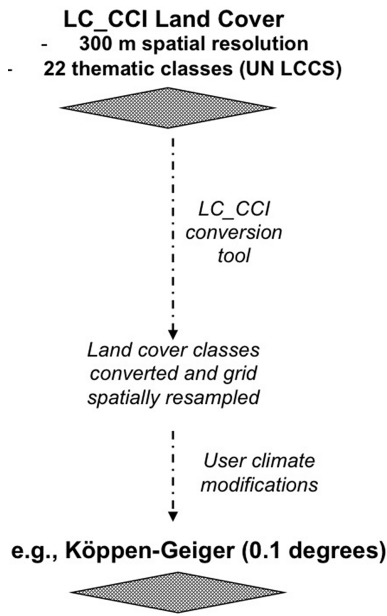 LC_CCI Land Cover
- 300 m spatial resolution
- 22 thematic classes (UN LCCS)
LC_CCI
conversion
tool
Land cover classes
converted and grid
spatially resampled
User climate
modifications
e.g., Köppen-Geiger (0.1 degrees)